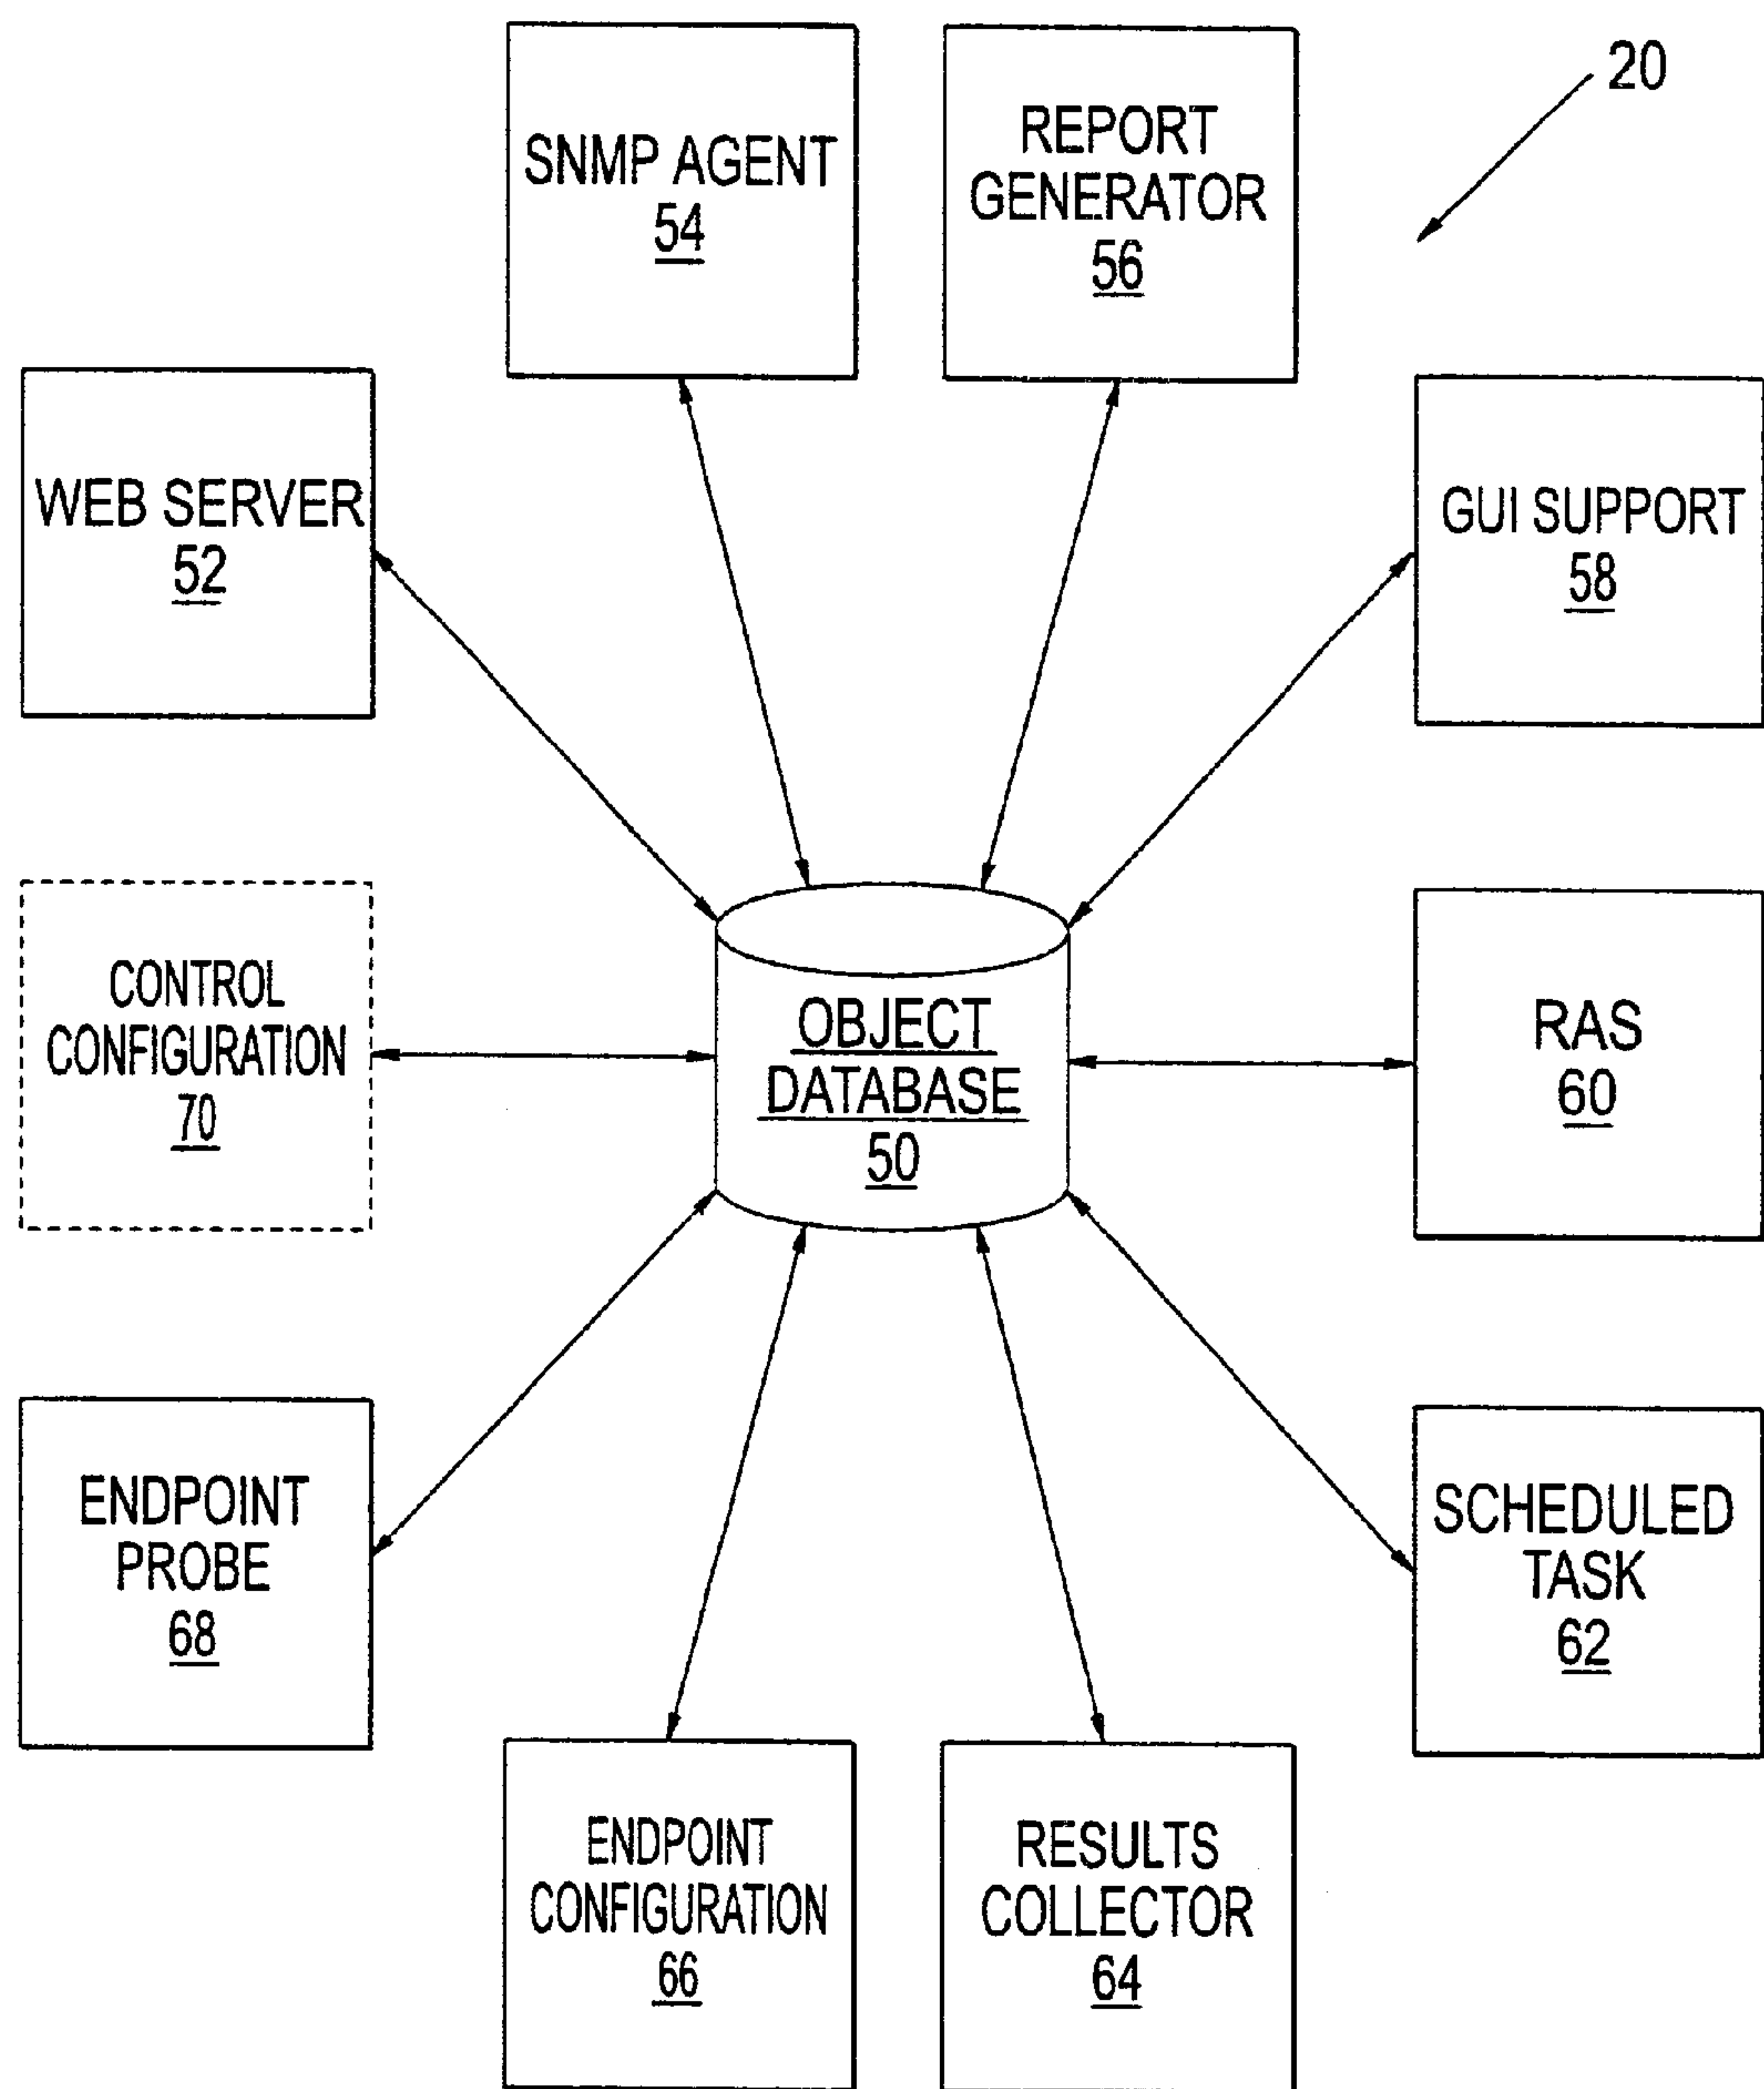 20
SNMP AGENT
54
REPORT
GENERATOR
56
WEB SERVER
52
GUI SUPPORT
58
CONTROL
CONFIGURATION
70
OBJECT
DATABASE
50
RAS
60
ENDPOINT
PROBE
68
SCHEDULED
TASK
62
ENDPOINT
CONFIGURATION
66
RESULTS
COLLECTOR
64